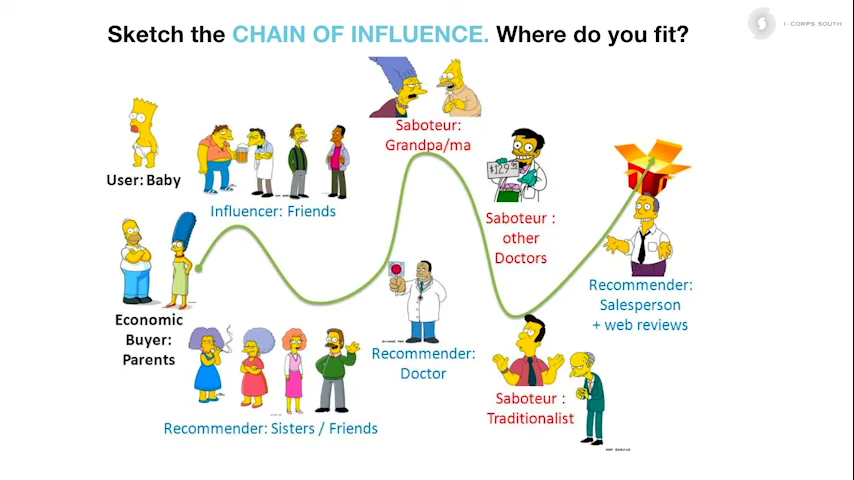 Sketch the CHAIN OF INFLUENCE. Where do you fit?
I-CORPS SOUTH
Saboteur:
Grandpa/ma
User: Baby
Influencer: Friends
$129
Saboteur :
other
Doctors
Recommender:
Salesperson
+ web reviews
Economic
Buyer:
Parents
Recommender:
Doctor
Saboteur :
Traditionalist
Recommender: Sisters / Friends